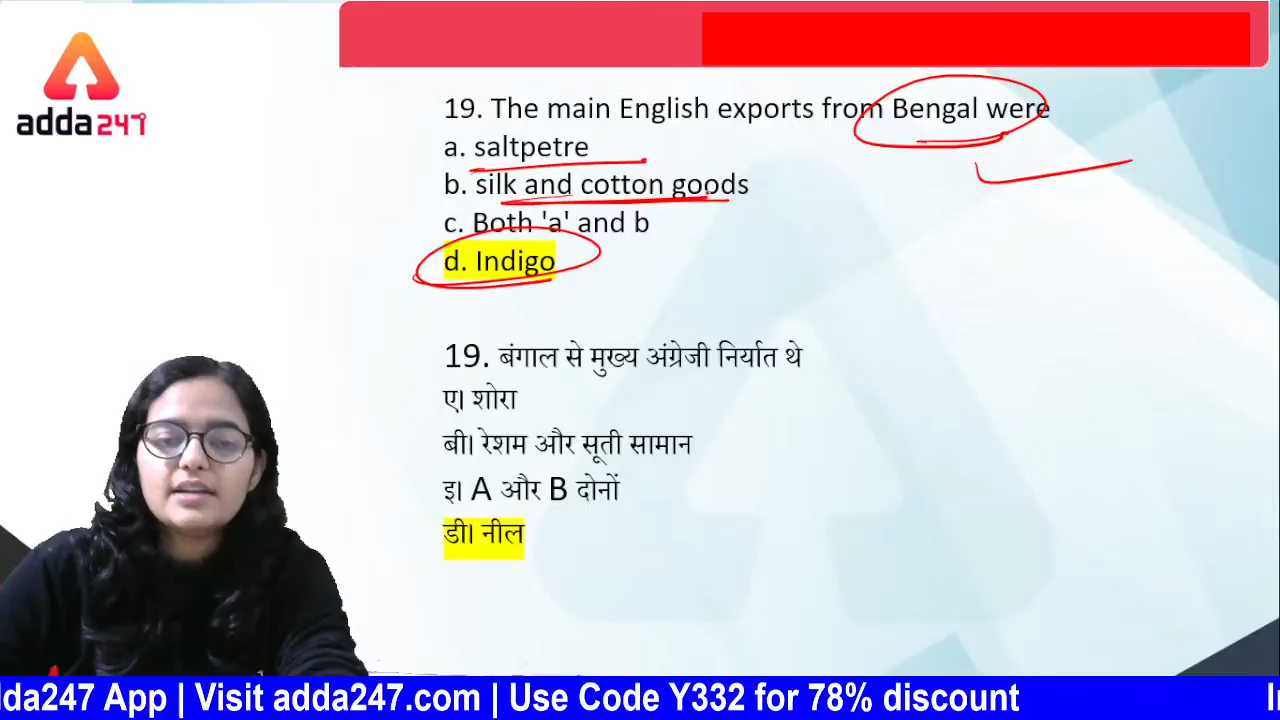 adda247
19. The main English exports from Bengal were
a. saltpetre
b. silk and cotton goods
c. Both 'a' and b
d. Indigo
19. बंगाल से मुख्य अंग्रेजी निर्यात थे
ए। शोरा
बी। रेशम और सूती सामान
इ। A और B दोनों
डी। नील
dda247 App | Visit adda247.com | Use Code Y332 for 78% discount